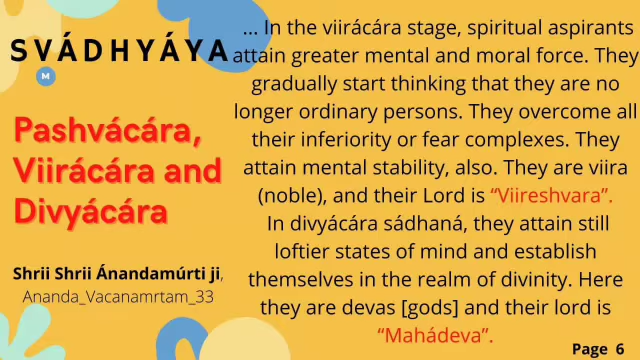 SVÁDHYÁYA
M
Pashvácára,
Viirácára and
Divyácára
Shrii Shrii Ánandamúrti ji,
Ananda_Vacanamrtam_33
... In the viirácára stage, spiritual aspirants
attain greater mental and moral force. They
gradually start thinking that they are no
longer ordinary persons. They overcome all
their inferiority or fear complexes. They
attain mental stability, also. They are viira
(noble), and their Lord is “Viireshvara”.
In divyácára sádhaná, they attain still
loftier states of mind and establish
themselves in the realm of divinity. Here
they are devas [gods] and their lord is
“Mahádeva”.
Page 6